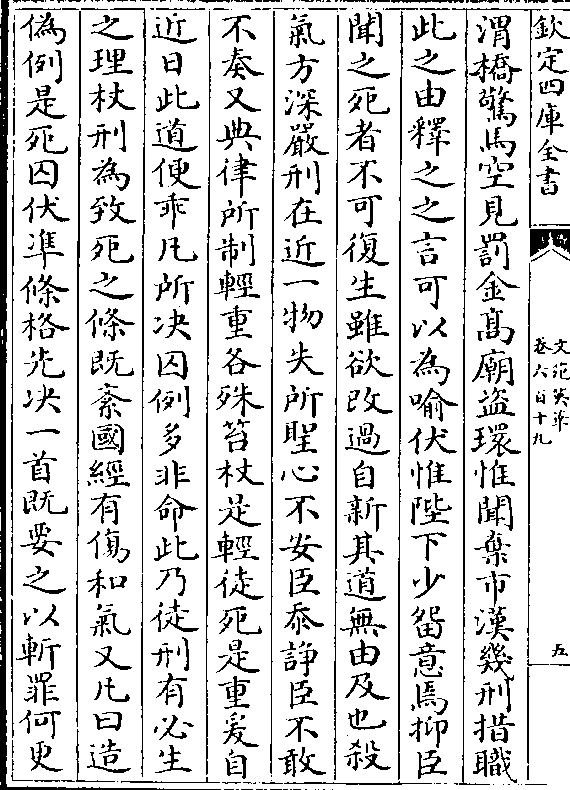 欽定四庫全書
文苑英華
卷六百十九
五
渭橋驚馬空見罰金髙廟盗環惟聞棄市漢幾刑措職
此之由釋之之言可以為喻伏惟陛下少留意焉抑臣
聞之死者不可復生雖欲改過自新其道無由及也殺
氣方深嚴刑在近一物失所聖心不安臣忝諍臣不敢
不奏又典律所制輕重各殊笞杖是輕徒死是重爰自
近日此道便乖凡所决囚例多非命此乃徒刑有必生
之理杖刑為致死之條既紊國經有傷和氣又凡曰造
偽例是死囚伏準條格先决一首既要之以斬罪何更